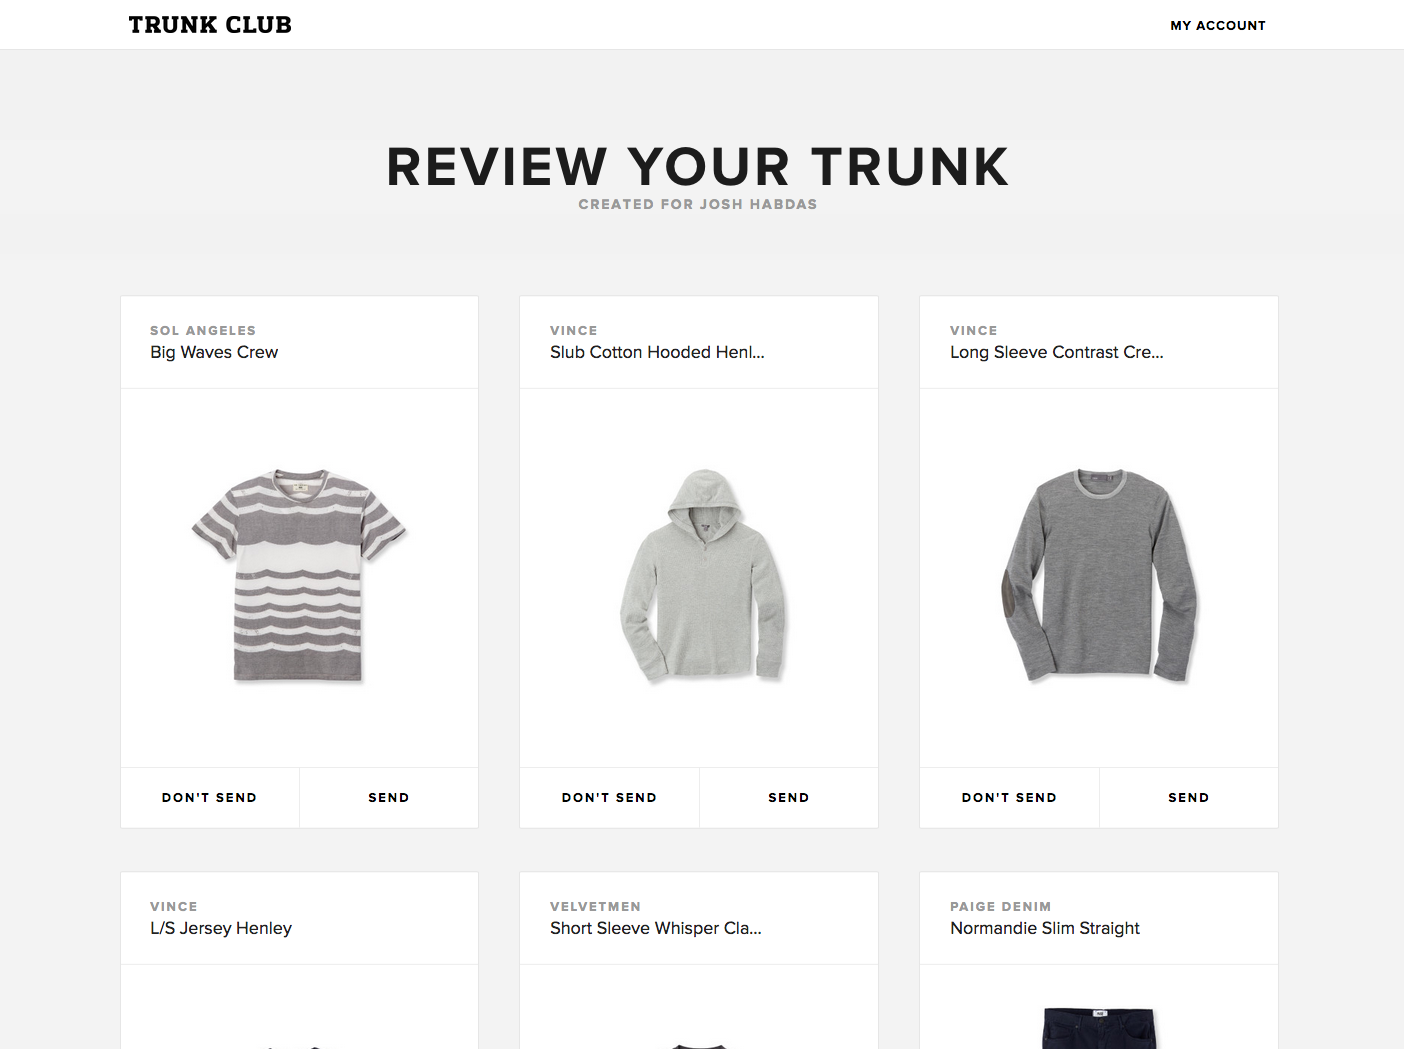 TRUNK CLUB
MY ACCOUNT
REVIEW YOUR TRUNK
CREATED FOR JOSH HABDAS
SOL ANGELES
Big Waves Crew
VINCE
Slub Cotton Hooded Henl...
VINCE
Long Sleeve Contrast Cre...
DON'T SEND
SEND
DON'T SEND
SEND
DON'T SEND
SEND
VINCE
L/S Jersey Henley
VELVETMEN
Short Sleeve Whisper Cla...
PAIGE DENIM
Normandie Slim Straight